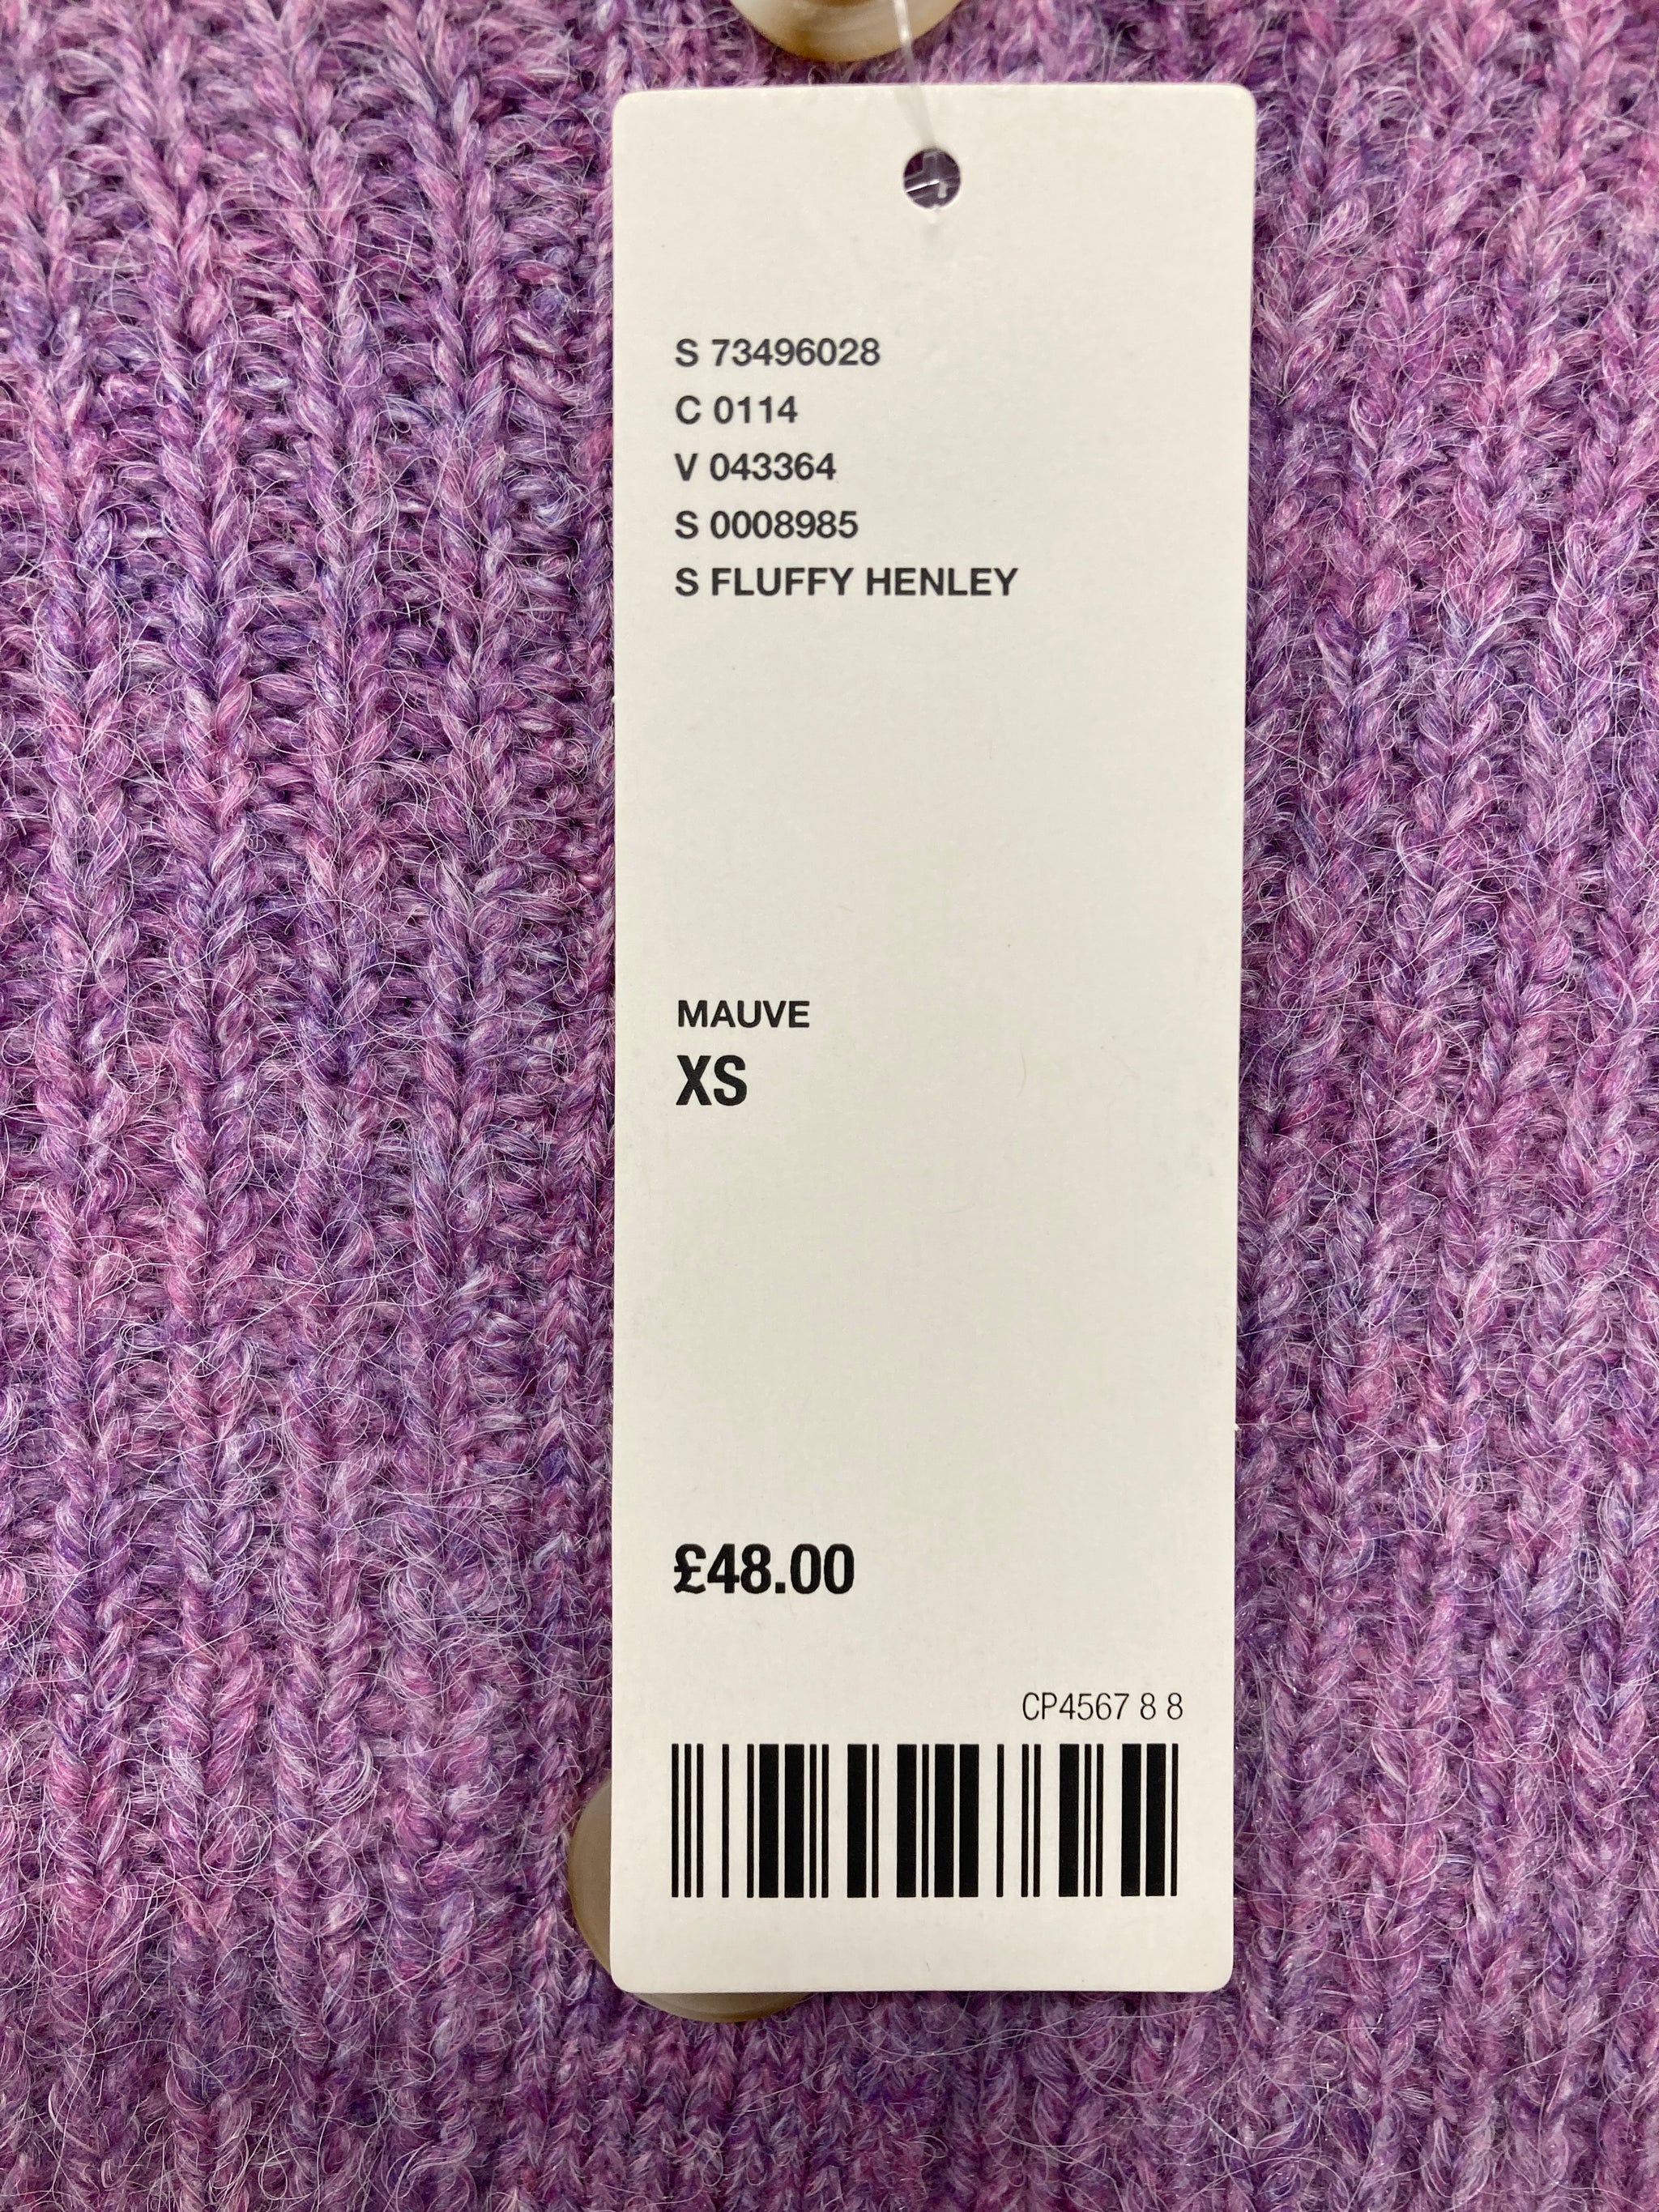 S 73496028
C 0114
V 043364
S 0008985
S FLUFFY HENLEY
MAUVE
XS
£48.00
CP4567 8 8